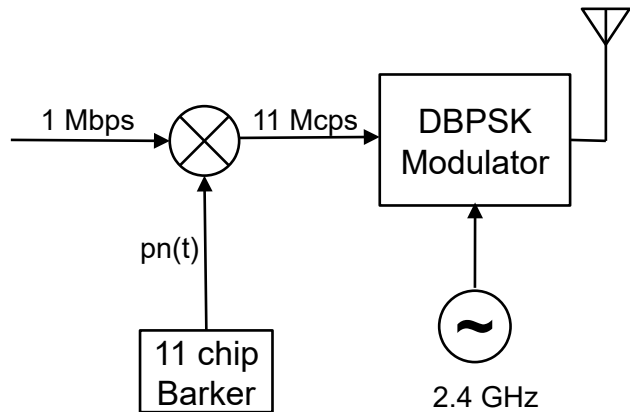 1 Mbps
11 Mcps
DBPSK
Modulator
pn(t)
11 chip
Barker
~
2.4 GHz